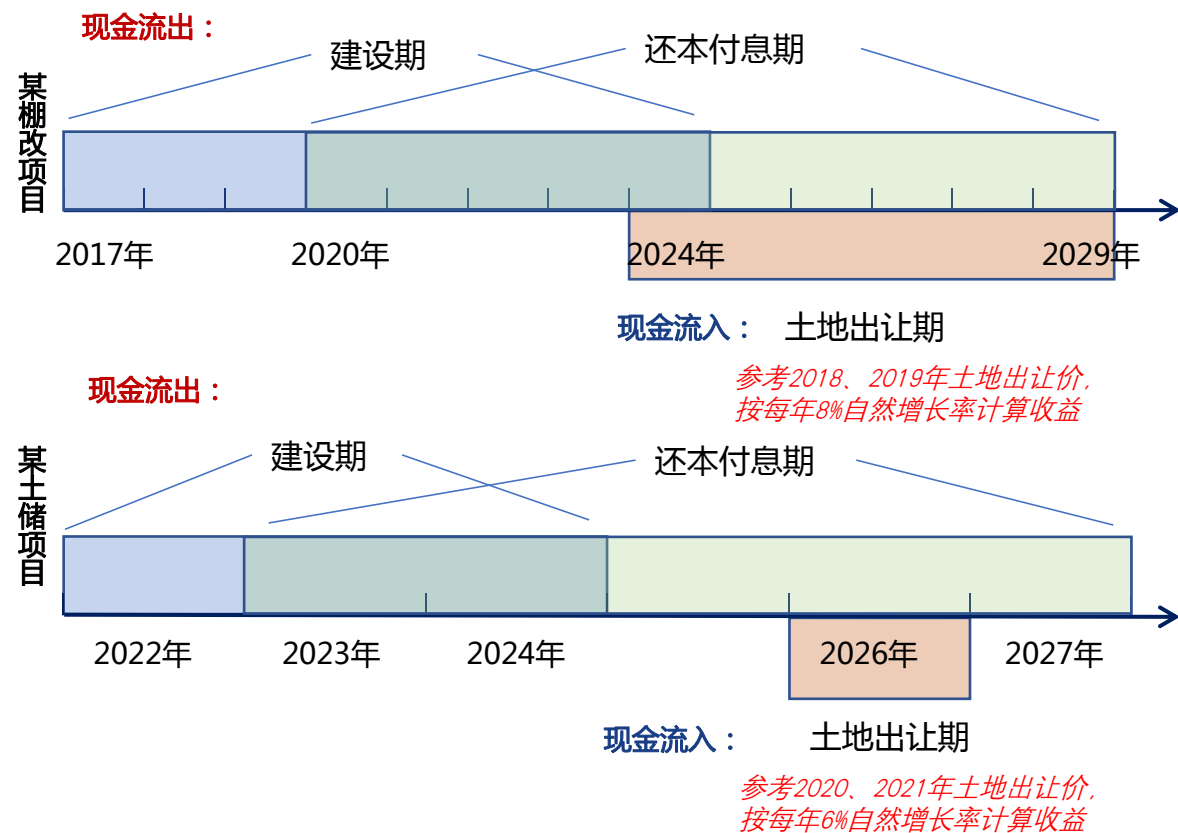 现金流出：
建设期
还本付息期
某棚改项目
2017年
2020年
2024年
2029年
现金流入：
土地出让期
参考2018、2019年土地出让价，
按每年8%自然增长率计算收益
现金流出：
建设期
还本付息期
某土储项目
2022年
2023年
2024年
2026年
2027年
现金流入：
土地出让期
参考2020、2021年土地出让价，
按每年6%自然增长率计算收益